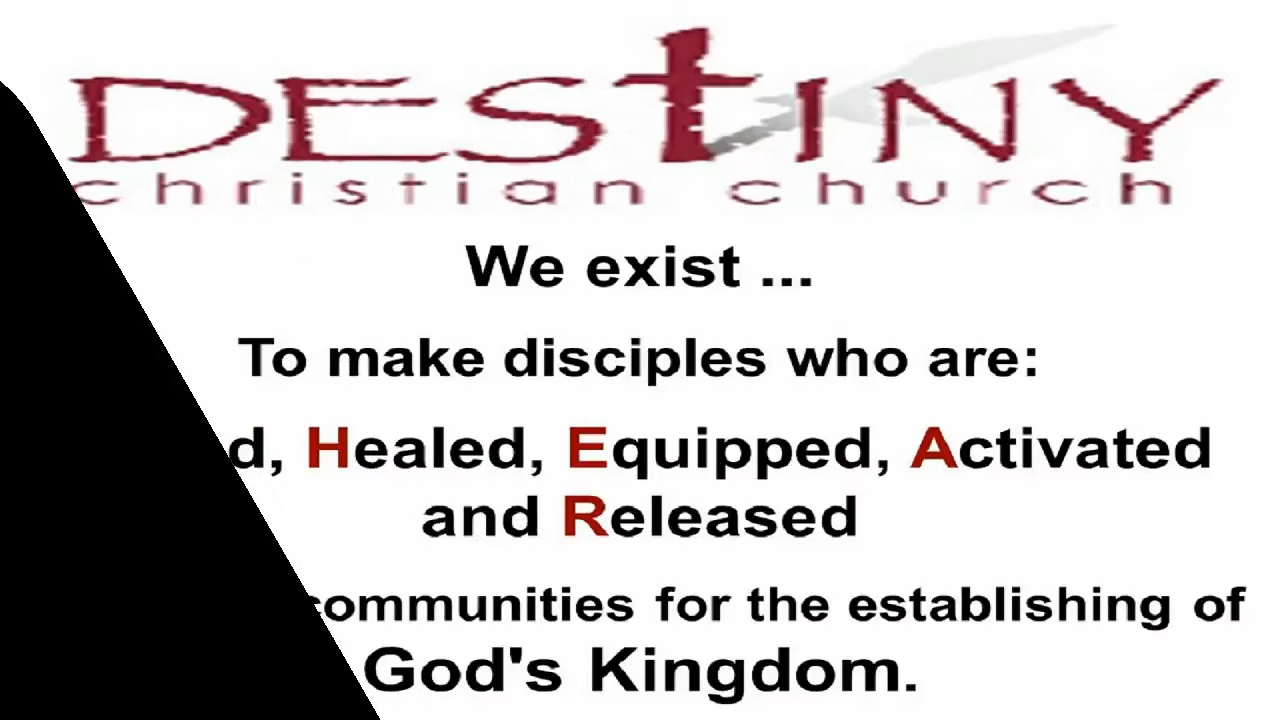 DEStINY
christian church
We exist ...
To make disciples who are:
Healed, Equipped, Activated
and Released
communities for the establishing of
God's Kingdom.